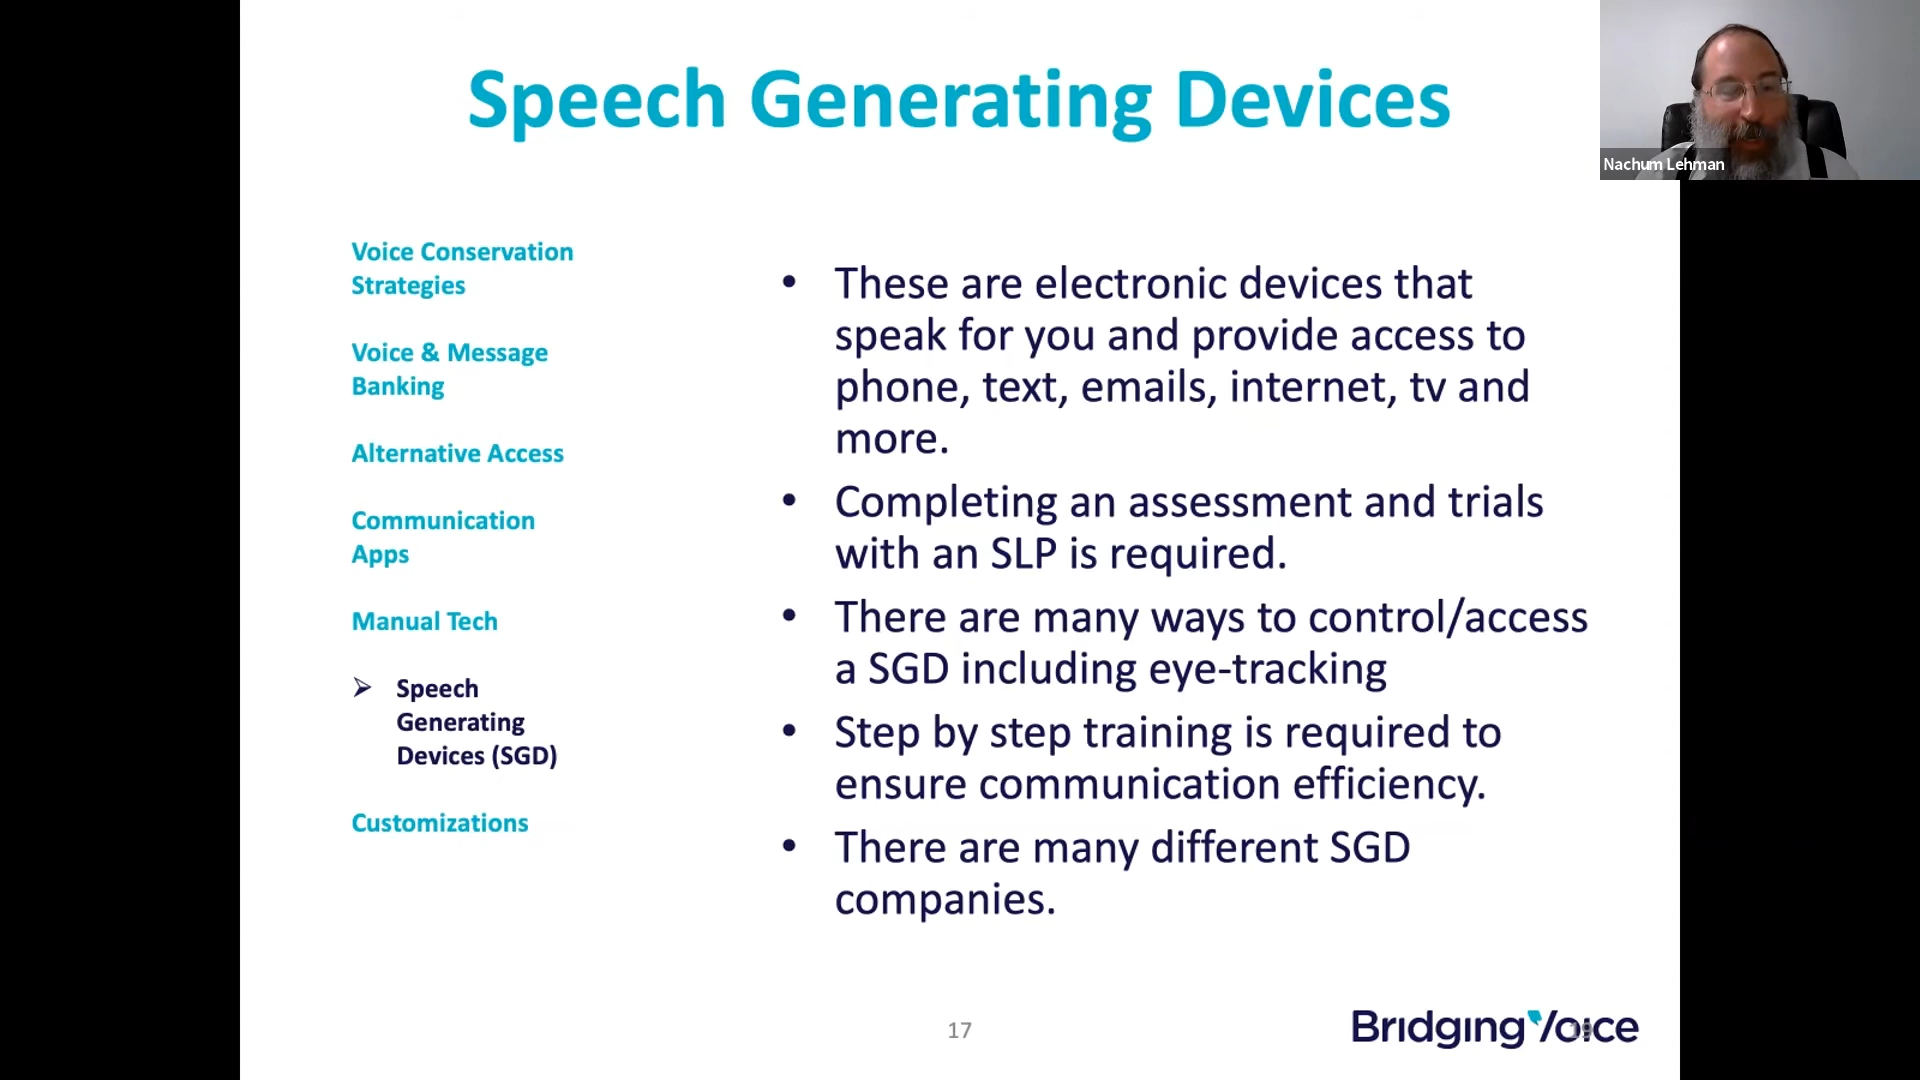 Speech Generating Devices
Nachum Lehman
Voice Conservation
Strategies
Voice & Message
Banking
Alternative Access
Communication
Apps
Manual Tech
➢ Speech
Generating
Devices (SGD)
Customizations
• These are electronic devices that
speak for you and provide access to
phone, text, emails, internet, tv and
more.
• Completing an assessment and trials
with an SLP is required.
• There are many ways to control/access
a SGD including eye-tracking
• Step by step training is required to
ensure communication efficiency.
• There are many different SGD
companies.
17
BridgingVoice
19